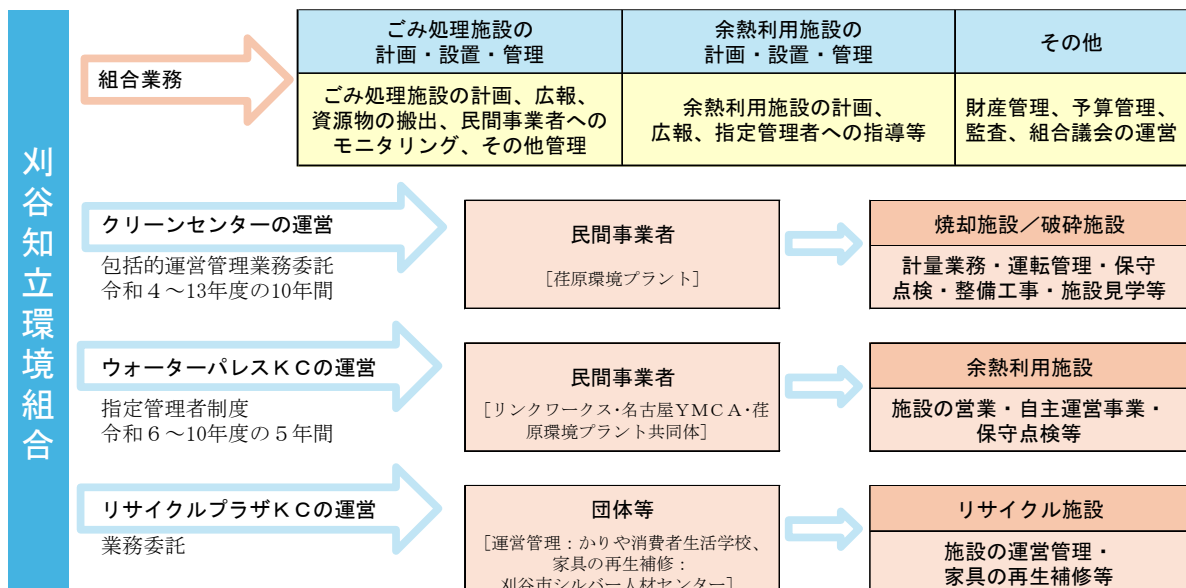 刈谷知立環境組合
組合業務
ごみ処理施設の
計画・設置・管理
余熱利用施設の
計画・設置・管理
その他
ごみ処理施設の計画、広報、
資源物の搬出、民間事業者への
モニタリング、その他管理
余熱利用施設の計画、
広報、指定管理者への指導等
財産管理、予算管理、
監査、組合議会の運営
クリーンセンターの運営
包括的運営管理業務委託
令和４～13年度の10年間
民間事業者
［荏原環境プラント］
焼却施設／破砕施設
計量業務・運転管理・保守
点検・整備工事・施設見学等
ウォーターパレスＫＣの運営
指定管理者制度
令和６～10年度の５年間
民間事業者
［リンクワークス・名古屋ＹＭＣＡ・荏
原環境プラント共同体］
余熱利用施設
施設の営業・自主運営事業・
保守点検等
リサイクルプラザＫＣの運営
業務委託
団体等
［運営管理：かりや消費者生活学校、
家具の再生補修：
刈谷市シルバー人材センター］
リサイクル施設
施設の運営管理・
家具の再生補修等